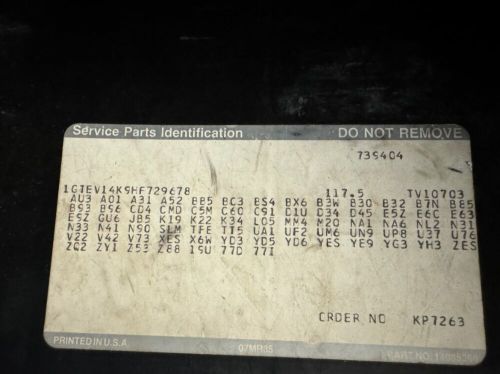 Service Parts Identification DO NOT REMOVE
739404
1GTEV14K9HF729678 117.5 TV10703
AU3 A01 A31 A52 BB5 BC3 BS4 BX6 B3W B30 B32 B7N B85
B93 B96 CD4 CMD C5M C60 C91 D1U D34 D45 E5Z E6C E63
E9Z GU6 JB5 K19 K22 K34 LO5 MM4 M20 NA1 NA6 NL2 N31
N33 N41 N90 SLM TFE TT5 UA1 UF2 UM6 UN9 UP8 U37 U76
V22 V42 V73 XES X6W YD3 YD5 YD6 YES YE9 YG3 YH3 ZES
ZQ2 ZY1 Z53 Z88 1SU 77D 77I
ORDER NO KP7263
PRINTED IN U.S.A. 07MR85 PART NO.